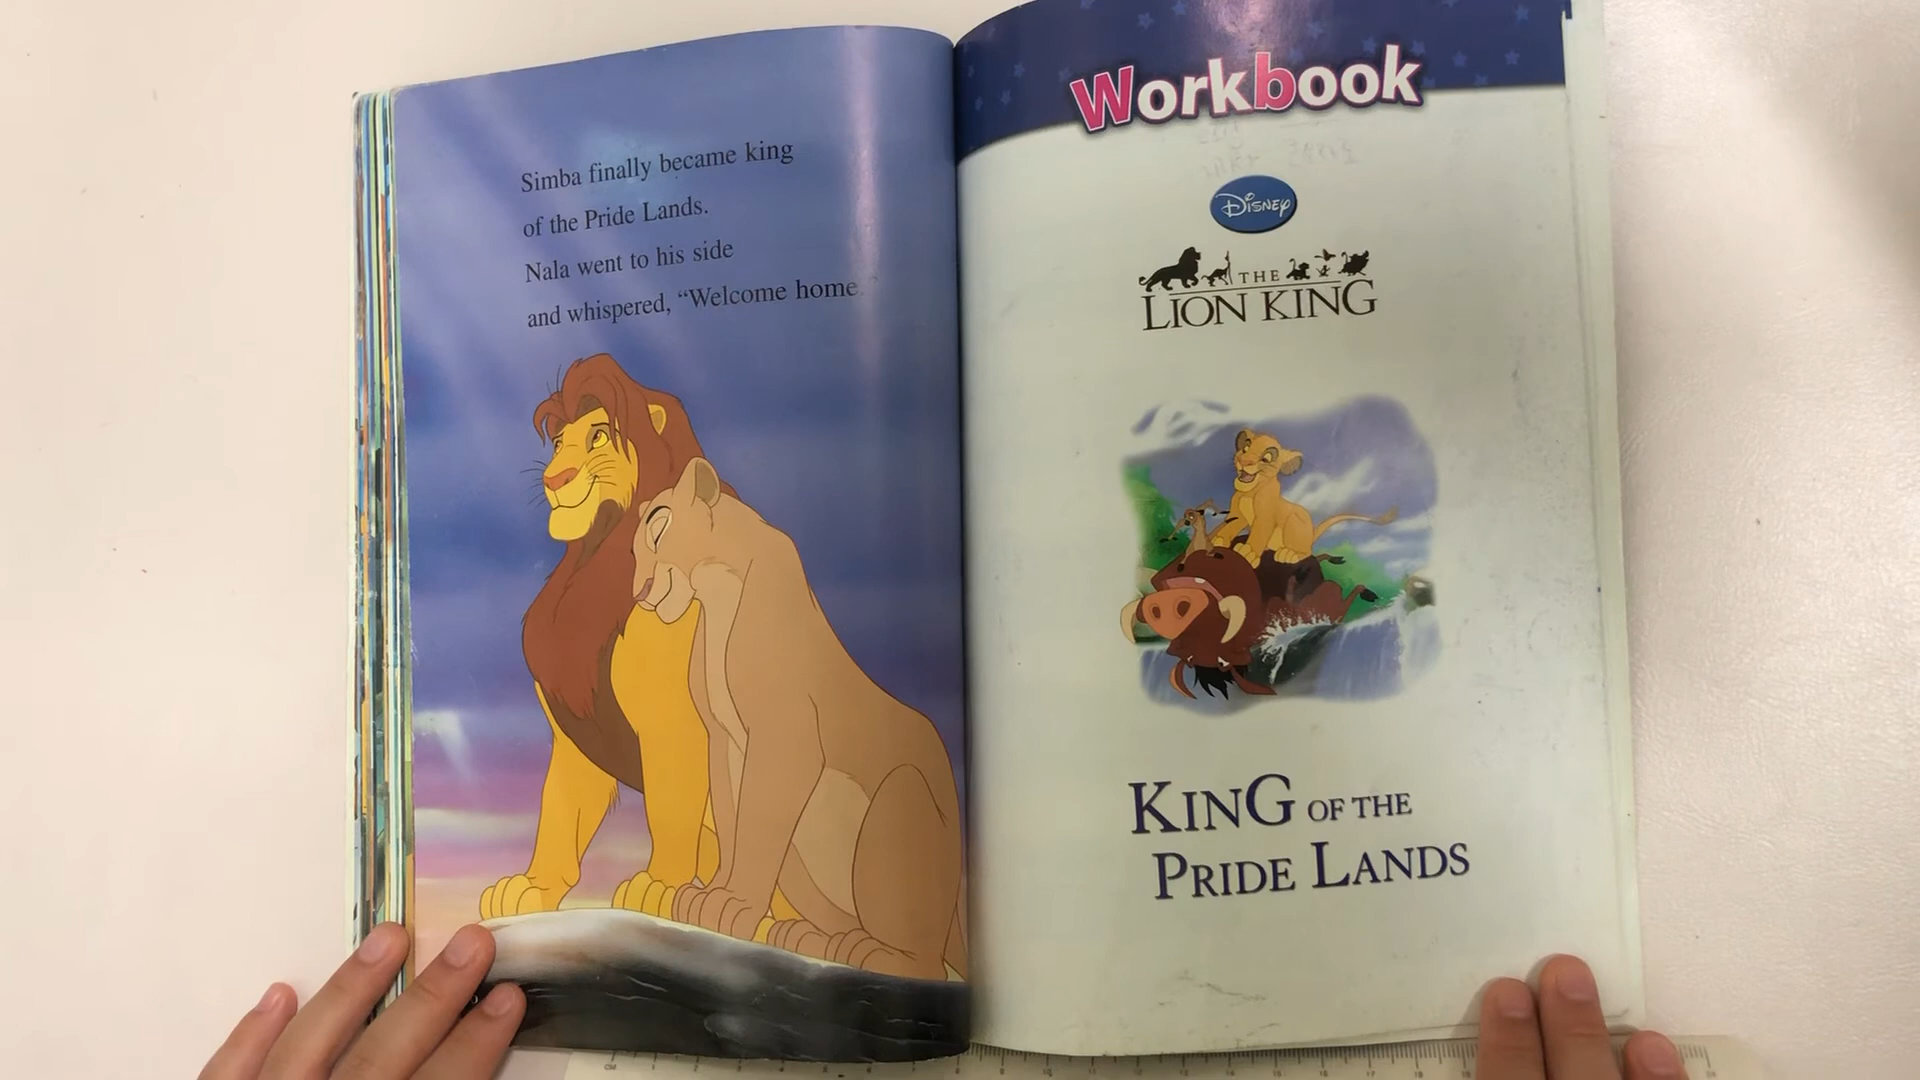 Simba finally became king
of the Pride Lands.
Nala went to his side
and whispered, “Welcome home.”
Workbook
Disney
THE
LION KING
KING OF THE
PRIDE LANDS